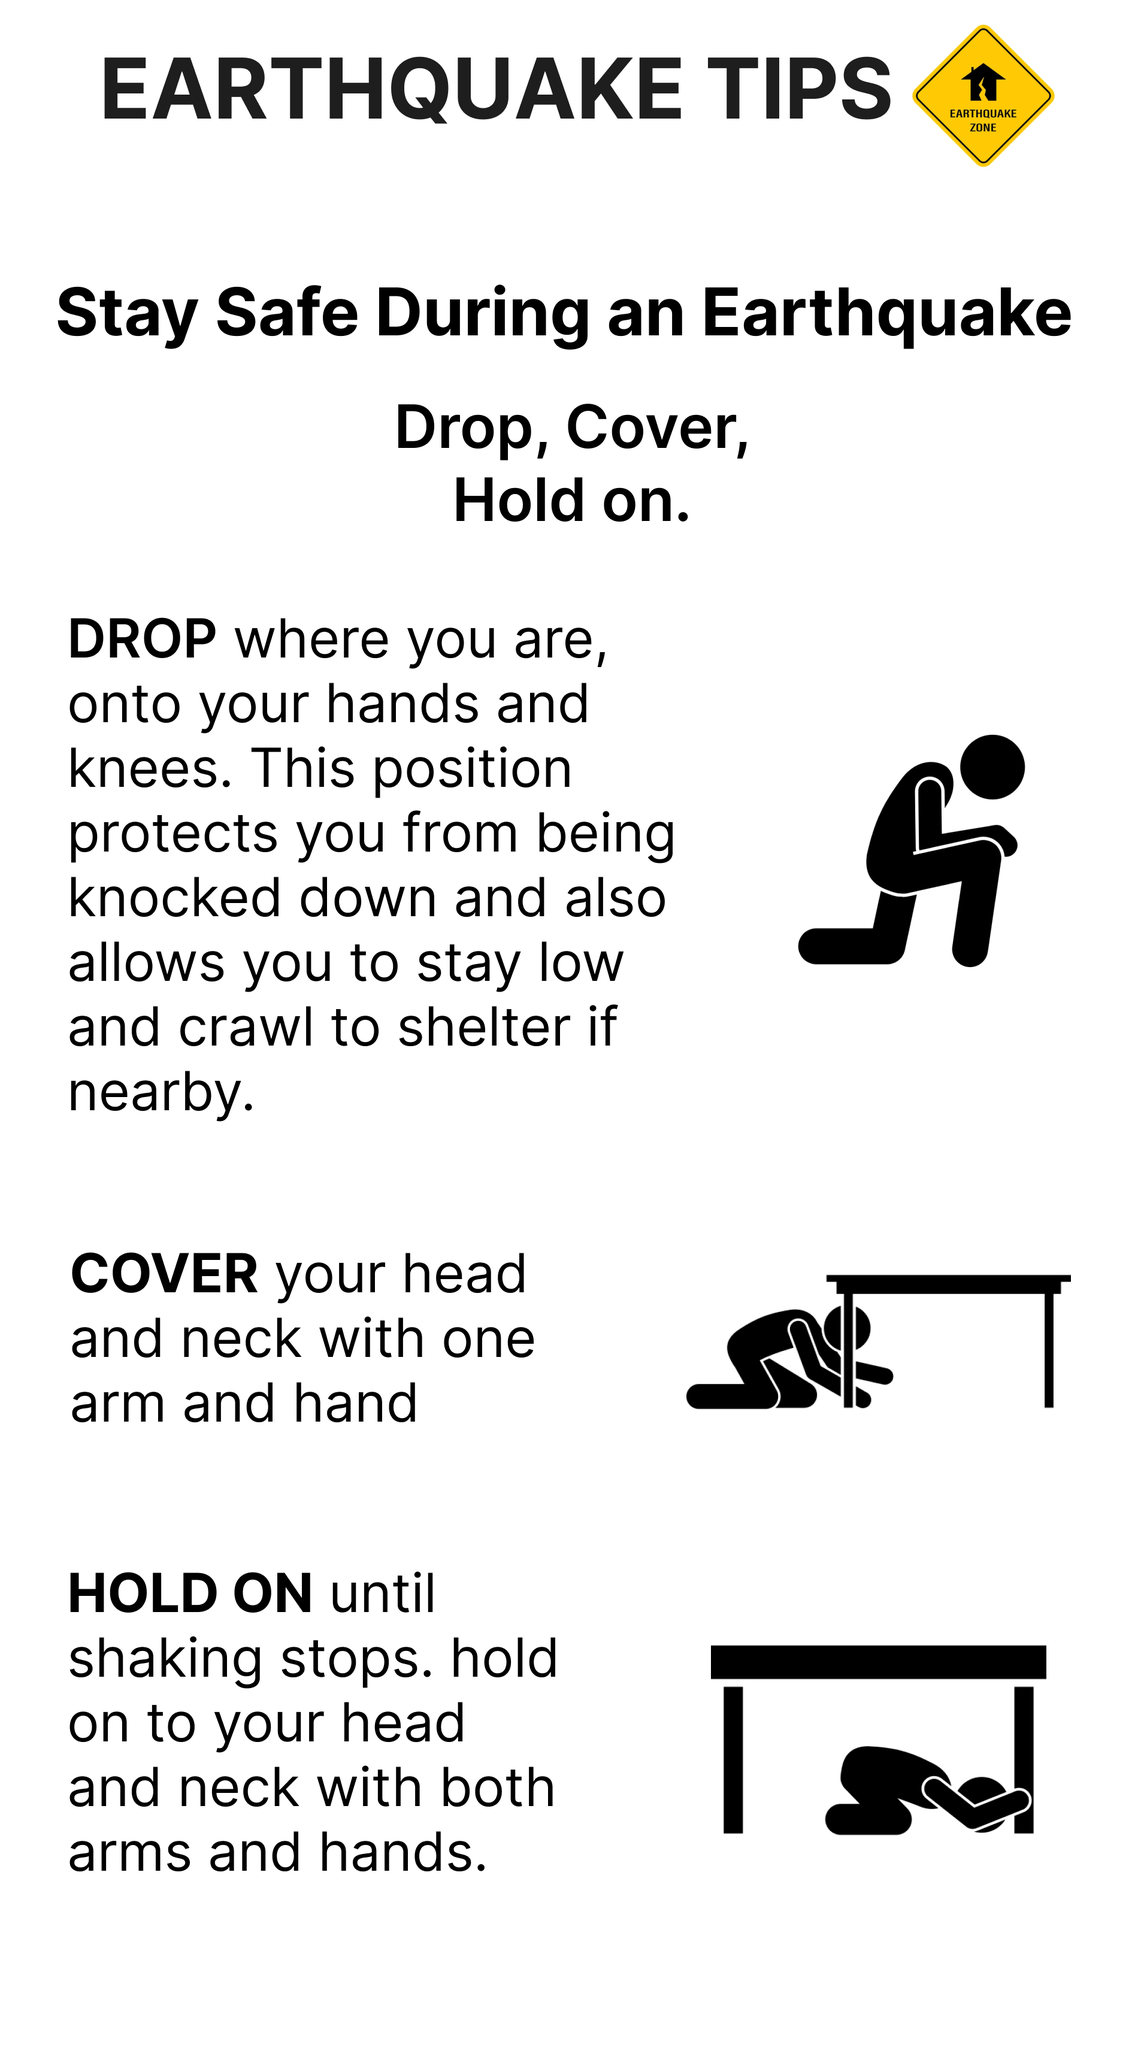 EARTHQUAKE TIPS
EARTHQUAKE
ZONE
Stay Safe During an Earthquake
Drop, Cover,
Hold on.
DROP where you are,
onto your hands and
knees. This position
protects you from being
knocked down and also
allows you to stay low
and crawl to shelter if
nearby.
COVER your head
and neck with one
arm and hand
HOLD ON until
shaking stops. hold
on to your head
and neck with both
arms and hands.